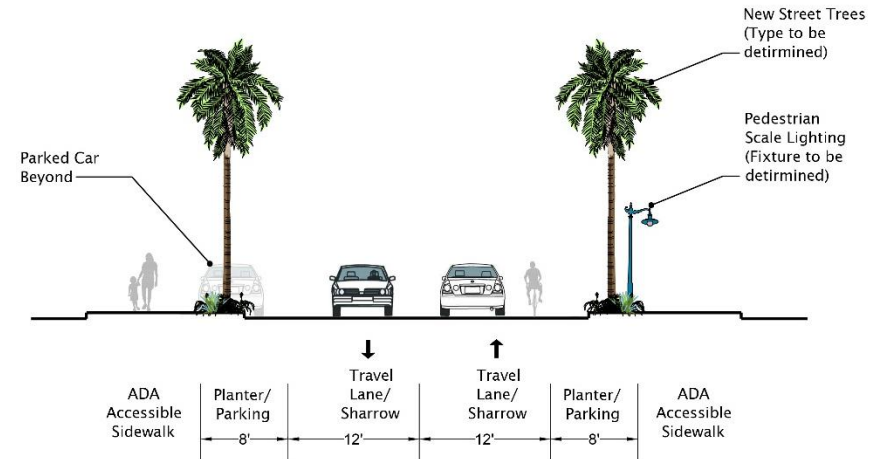 New Street Trees
(Type to be
detirmined)
Pedestrian
Scale Lighting
(Fixture to be
detirmined)
Parked Car
Beyond
ADA
Accessible
Sidewalk
Planter/
Parking
8'
Travel
Lane/
Sharrow
12'
Travel
Lane/
Sharrow
12'
Planter/
Parking
8'
ADA
Accessible
Sidewalk